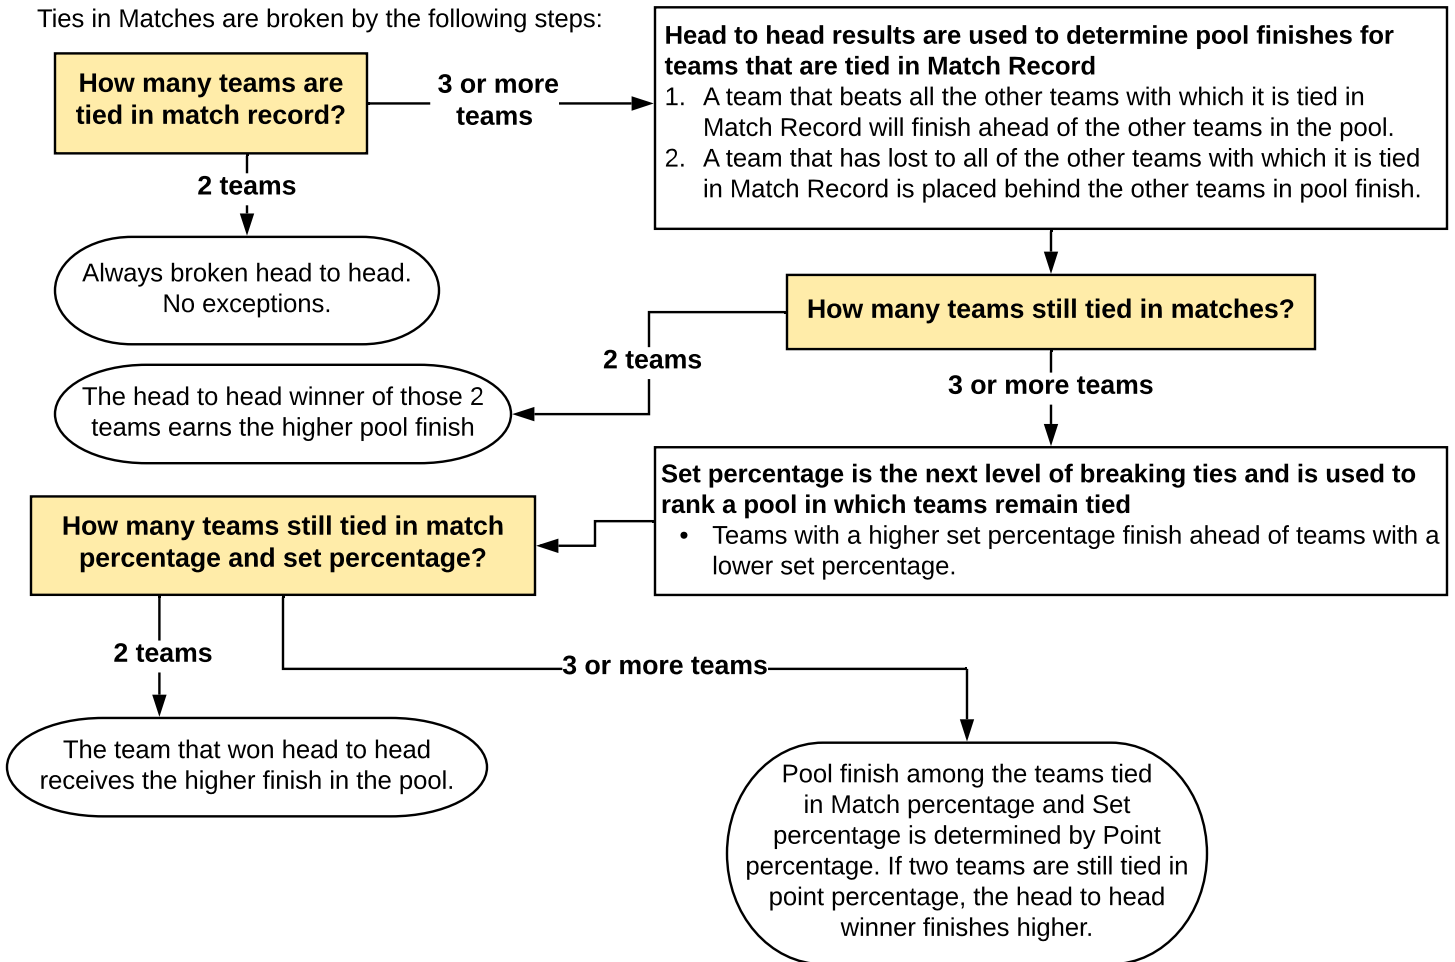 Ties in Matches are broken by the following steps:
How many teams are
tied in match record?
3 or more
teams
Head to head results are used to determine pool finishes for
teams that are tied in Match Record
1. A team that beats all the other teams with which it is tied in
Match Record will finish ahead of the other teams in the pool.
2. A team that has lost to all of the other teams with which it is tied
in Match Record is placed behind the other teams in pool finish.
2 teams
Always broken head to head.
No exceptions.
How many teams still tied in matches?
2 teams
The head to head winner of those 2
teams earns the higher pool finish
3 or more teams
Set percentage is the next level of breaking ties and is used to
rank a pool in which teams remain tied
• Teams with a higher set percentage finish ahead of teams with a
lower set percentage.
How many teams still tied in match
percentage and set percentage?
2 teams
The team that won head to head
receives the higher finish in the pool.
3 or more teams
Pool finish among the teams tied
in Match percentage and Set
percentage is determined by Point
percentage. If two teams are still tied in
point percentage, the head to head
winner finishes higher.